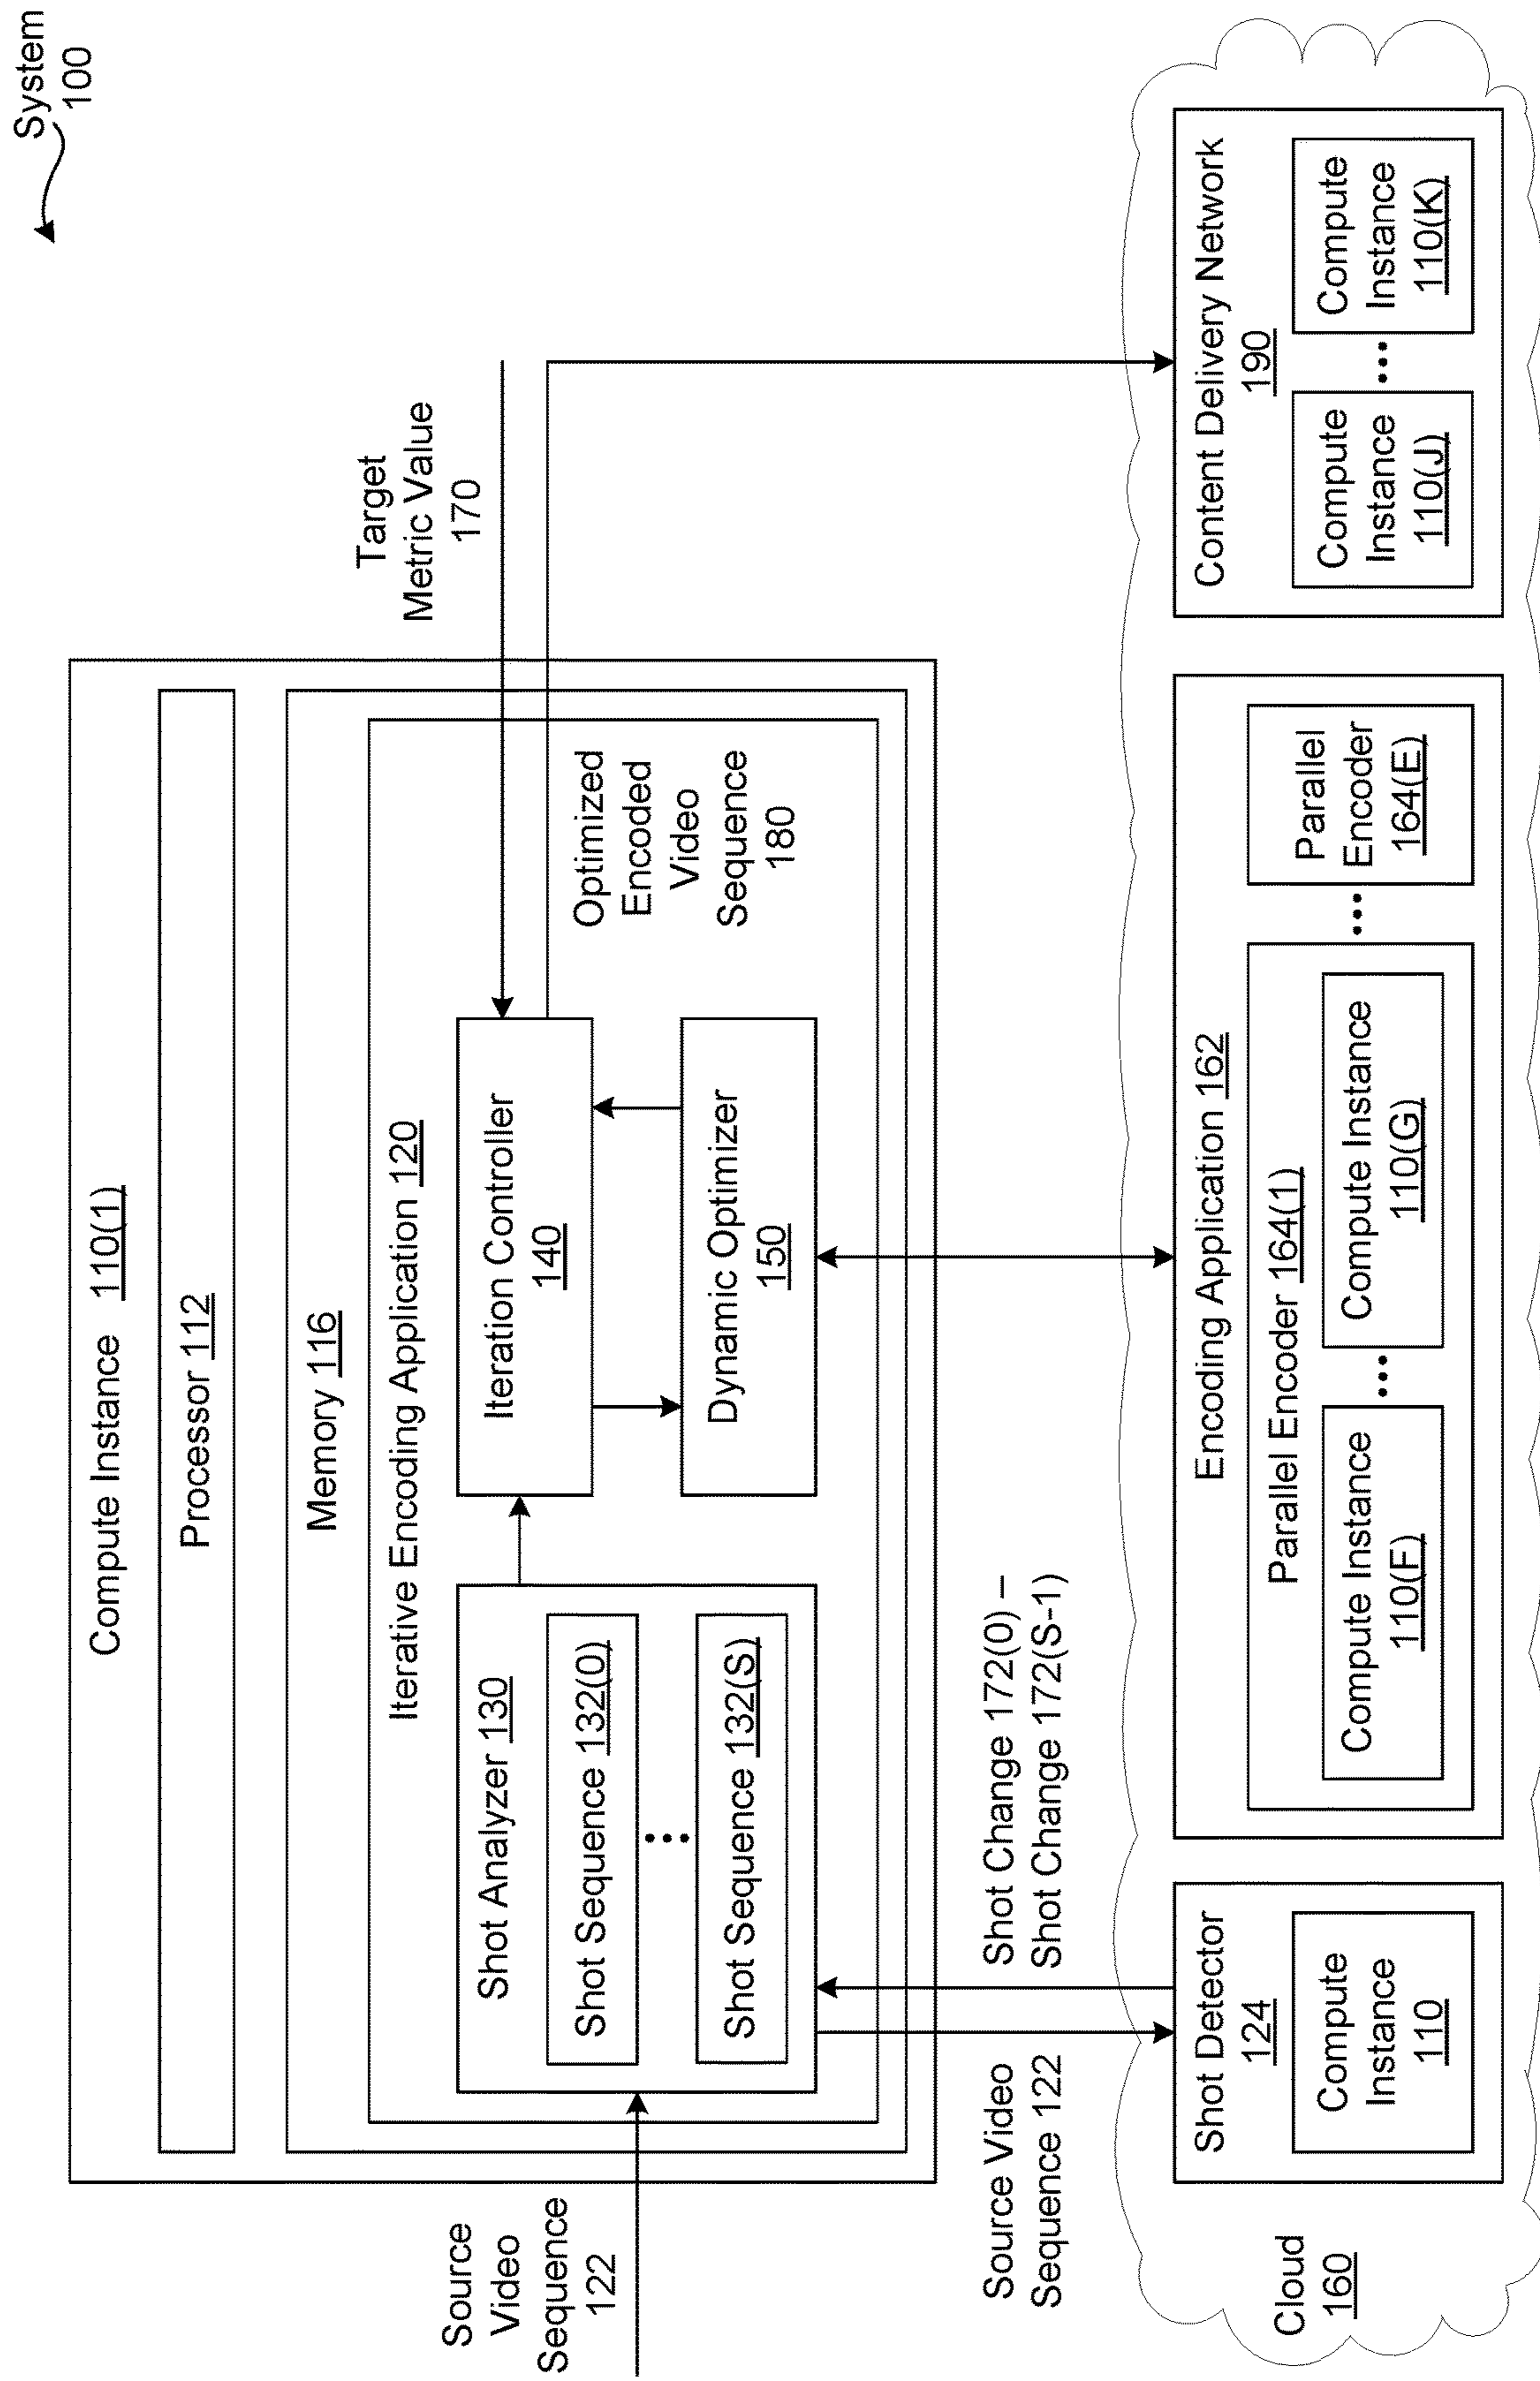 System
100
Compute Instance 110(1)
Processor 112
Memory 116
Iterative Encoding Application 120
Source
Video
Sequence
122
Shot Analyzer 130
Shot Sequence 132(0)
•••
Shot Sequence 132(S)
Iteration Controller
140
Dynamic Optimizer
150
Target
Metric Value
170
Optimized
Encoded
Video
Sequence
180
Source Video
Sequence 122
Shot Change 172(0) –
Shot Change 172(S-1)
Cloud
160
Shot Detector
124
Compute
Instance
110
Encoding Application 162
Parallel Encoder 164(1)
Compute Instance
110(F)
•••
Compute Instance
110(G)
•••
Parallel
Encoder
164(E)
Content Delivery Network
190
Compute
Instance
110(J)
•••
Compute
Instance
110(K)